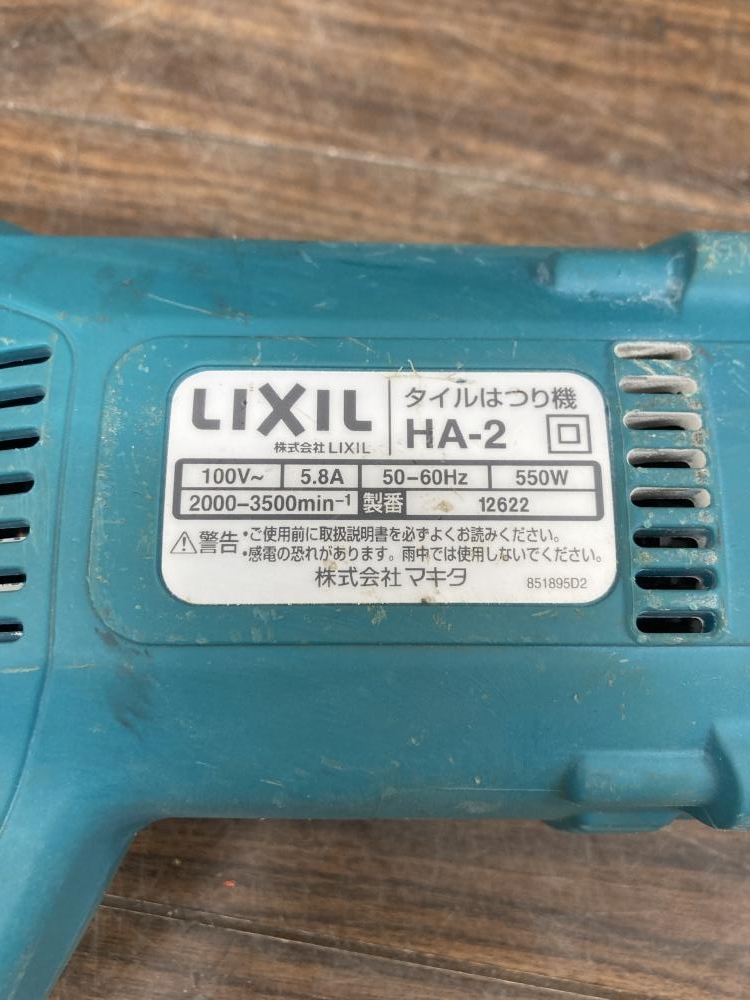 LIXIL
株式会社 LIXIL
タイルはつり機
HA-2
100V~ 5.8A 50-60Hz 550W
2000-3500min⁻¹ 製番 12622
警告 •ご使用前に取扱説明書を必ずよくお読みください。
•感電の恐れがあります。雨中では使用しないでください。
株式会社 マキタ
851895D2